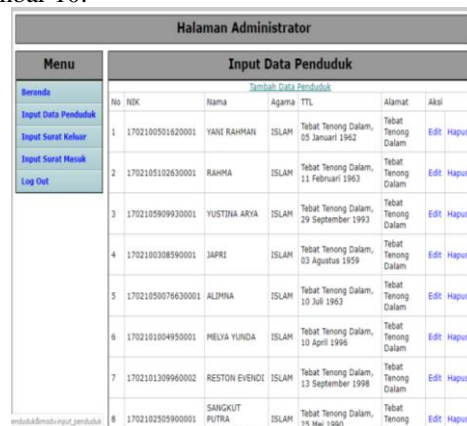 Halaman Administrator
Menu
Beranda
Input Data Penduduk
Input Surat Keluar
Input Surat Masuk
Log Out
Input Data Penduduk
Tambah Data Penduduk
No NIK Nama Agama TTL Alamat Aksi
1 1702100501620001 YANI RAHMAN ISLAM Tebat Tenong Dalam, 05 Januari 1962 Tebat Tenong Dalam Edit Hapus
2 1702105102630001 RAHMA ISLAM Tebat Tenong Dalam, 11 Februari 1963 Tebat Tenong Dalam Edit Hapus
3 1702105909930001 YUSTINA ARYA ISLAM Tebat Tenong Dalam, 29 September 1993 Tebat Tenong Dalam Edit Hapus
4 1702100308590001 JAPRI ISLAM Tebat Tenong Dalam, 03 Agustus 1959 Tebat Tenong Dalam Edit Hapus
5 17021050076630001 ALIMNA ISLAM Tebat Tenong Dalam, 10 Juli 1963 Tebat Tenong Dalam Edit Hapus
6 1702101004950001 MELYA YUNDA ISLAM Tebat Tenong Dalam, 10 April 1996 Tebat Tenong Dalam Edit Hapus
7 1702101309960002 RESTON EVENDI ISLAM Tebat Tenong Dalam, 13 September 1998 Tebat Tenong Dalam Edit Hapus
8 1702102505900001 SANGKUT PUTRA ISLAM Tebat Tenong Dalam, 25 Mei 1990 Tebat Tenong Edit Hapus